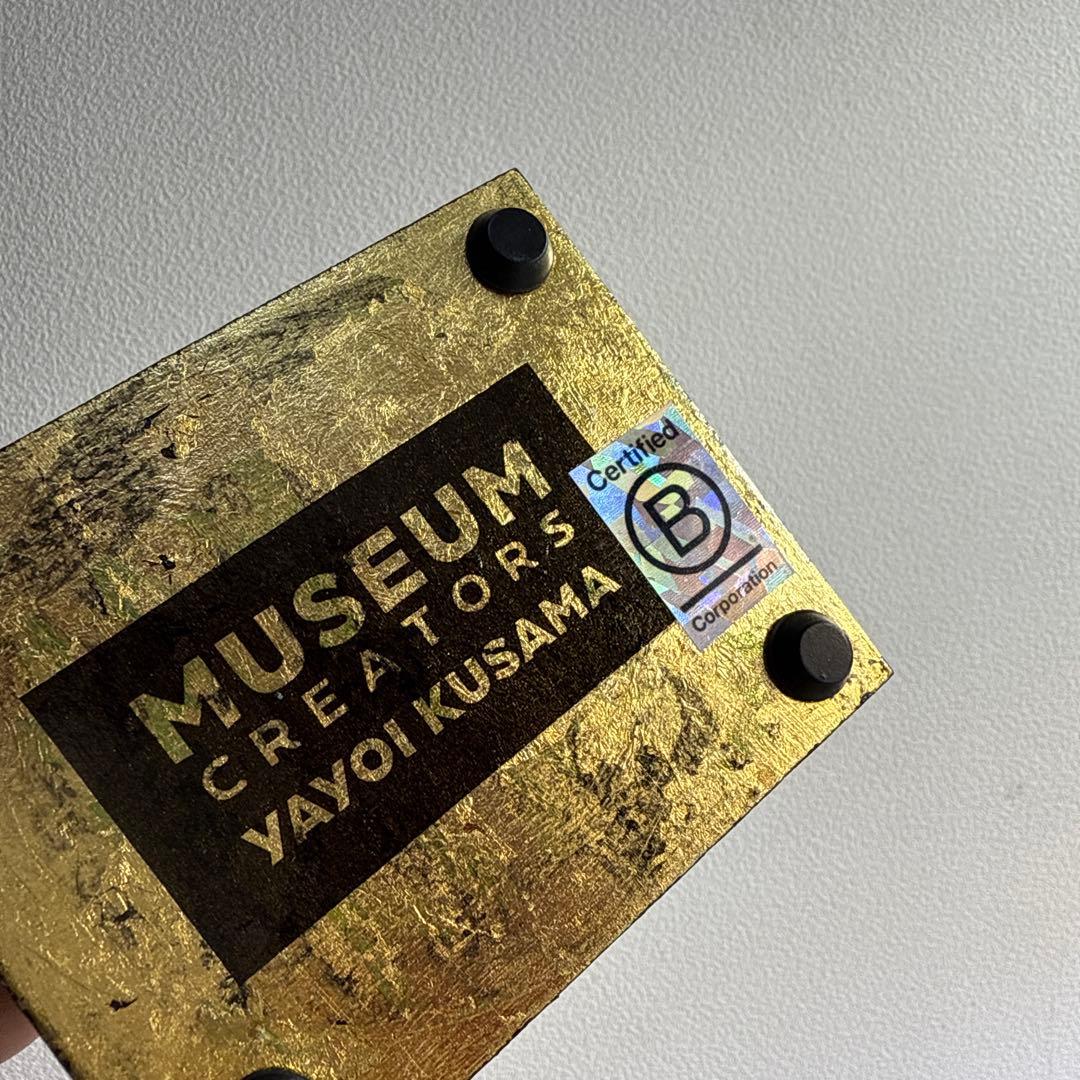 MUSEUM
CREATORS
YAYOI KUSAMA
Certified
B
Corporation